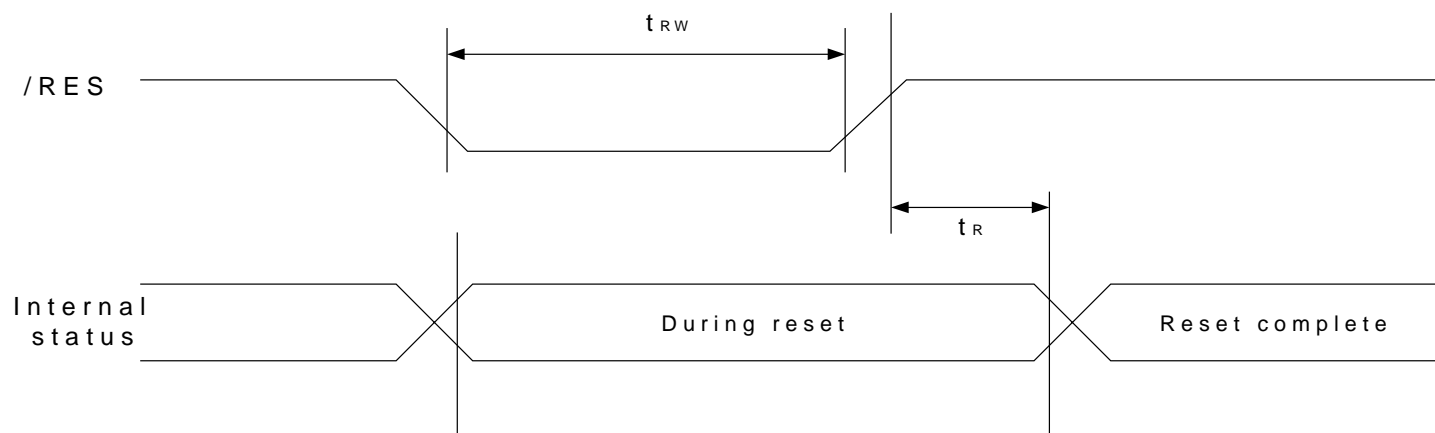 t RW
/RES
t R
Internal
status
During reset
Reset complete